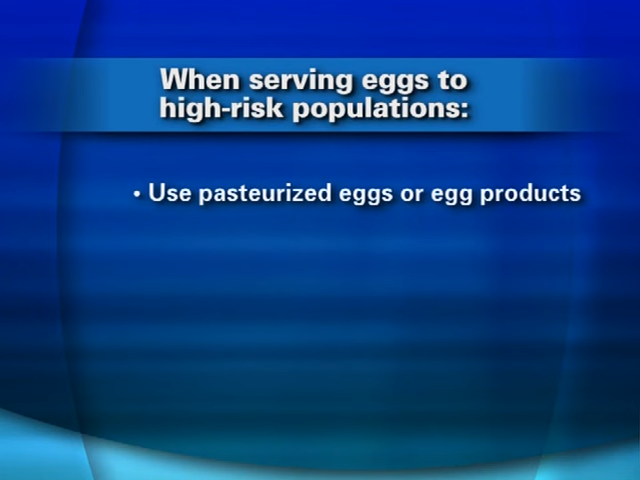 When serving eggs to
high-risk populations:
• Use pasteurized eggs or egg products